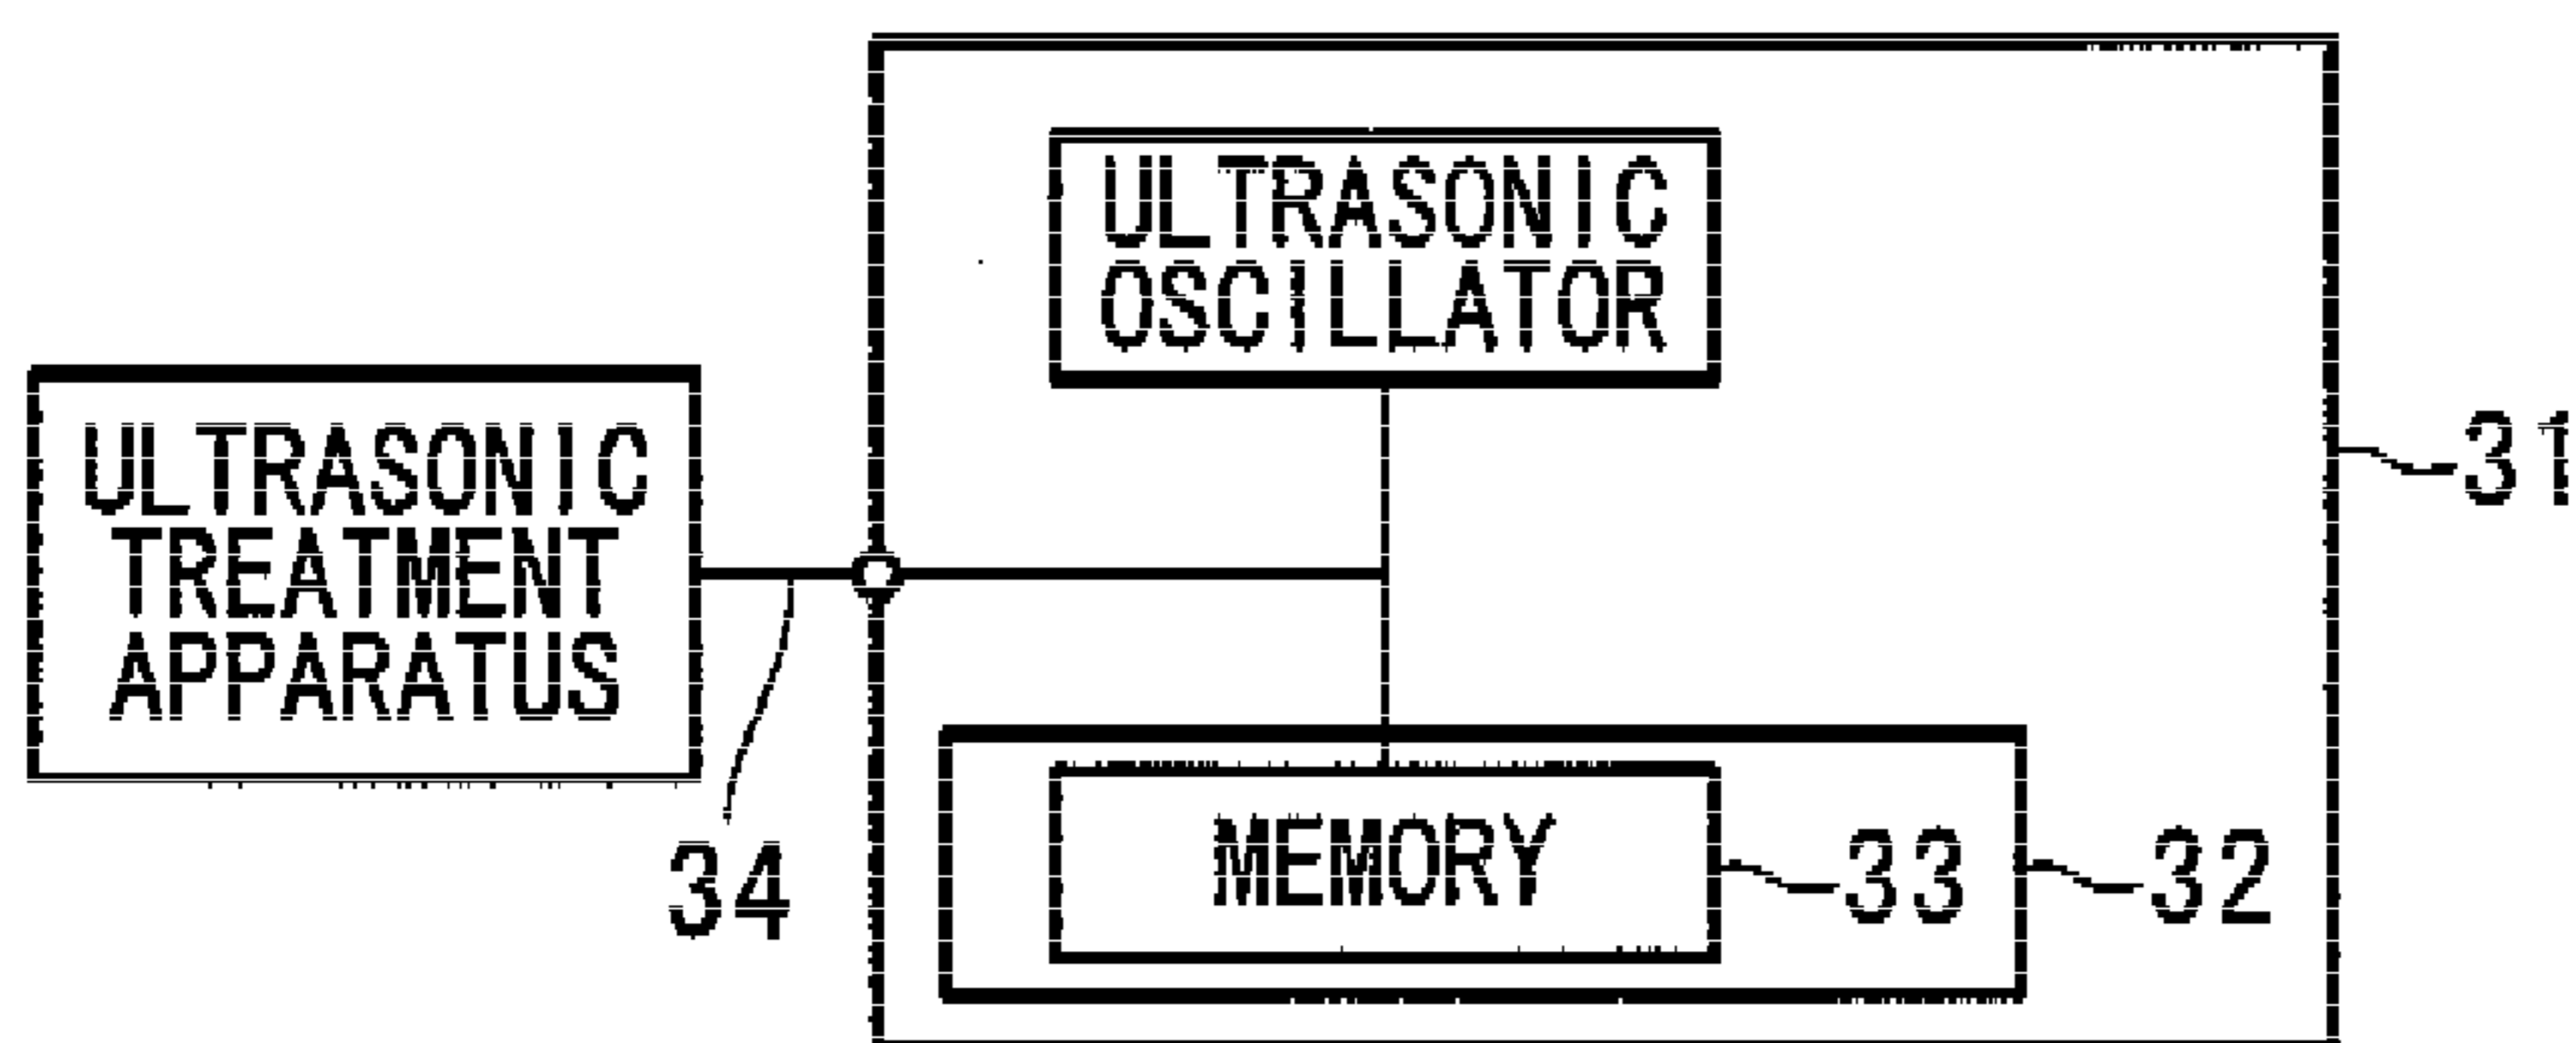 ULTRASONIC
OSCILLATOR
ULTRASONIC
TREATMENT
APPARATUS
31
34
MEMORY
33
32